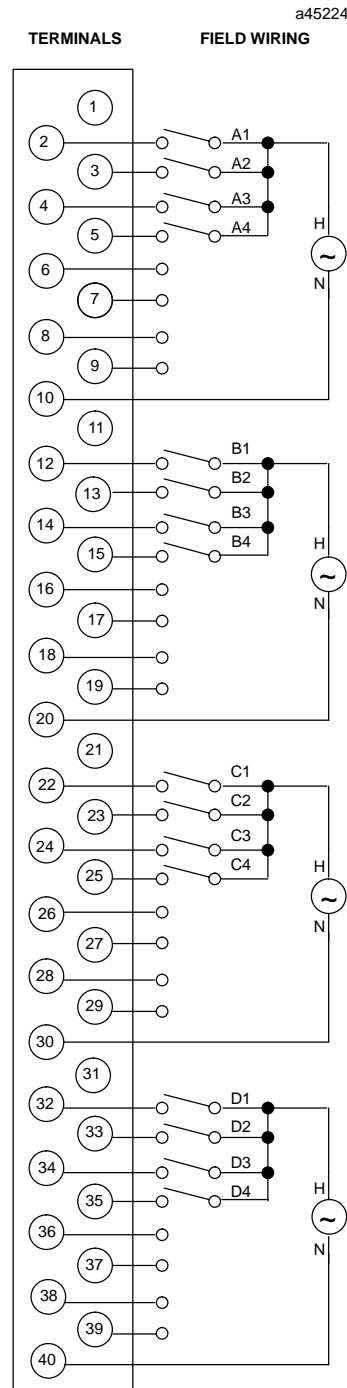 a45224
TERMINALS FIELD WIRING
1
2 A1
3 A2
4 A3
5 A4
H
6 ~
7 N
8
9
10
11
12 B1
13 B2
14 B3
15 B4
H
16 ~
17 N
18
19
20
21
22 C1
23 C2
24 C3
25 C4
H
26 ~
27 N
28
29
30
31
32 D1
33 D2
34 D3
35 D4
H
36 ~
37 N
38
39
40